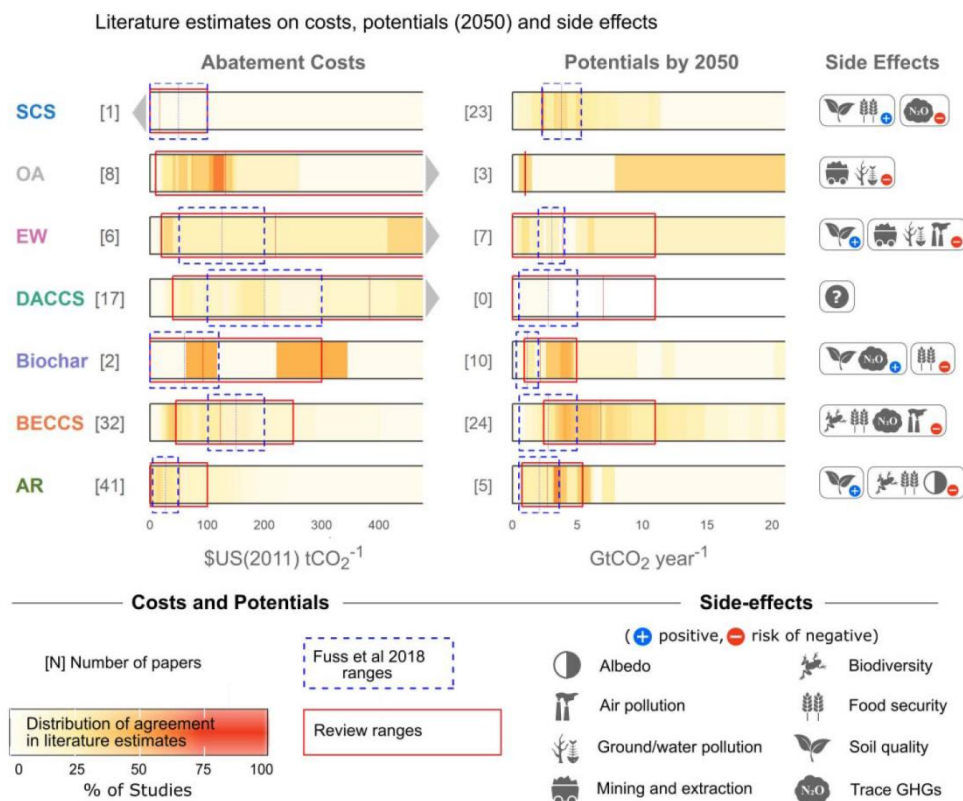 Literature estimates on costs, potentials (2050) and side effects
Abatement Costs Potentials by 2050 Side Effects
SCS [1] [23] N₂O
OA [8] [3]
EW [6] [7]
DACCS [17] [0] ?
Biochar [2] [10] N₂O
BECCS [32] [24] N₂O
AR [41] [5]
0 100 200 300 400 0 5 10 15 20
$US(2011) tCO₂⁻¹ GtCO₂ year⁻¹
Costs and Potentials Side-effects
(+ positive, − risk of negative)
[N] Number of papers
Fuss et al 2018
ranges
Albedo Biodiversity
Air pollution Food security
Distribution of agreement
in literature estimates
Review ranges
Ground/water pollution Soil quality
0 25 50 75 100
% of Studies
Mining and extraction N₂O Trace GHGs